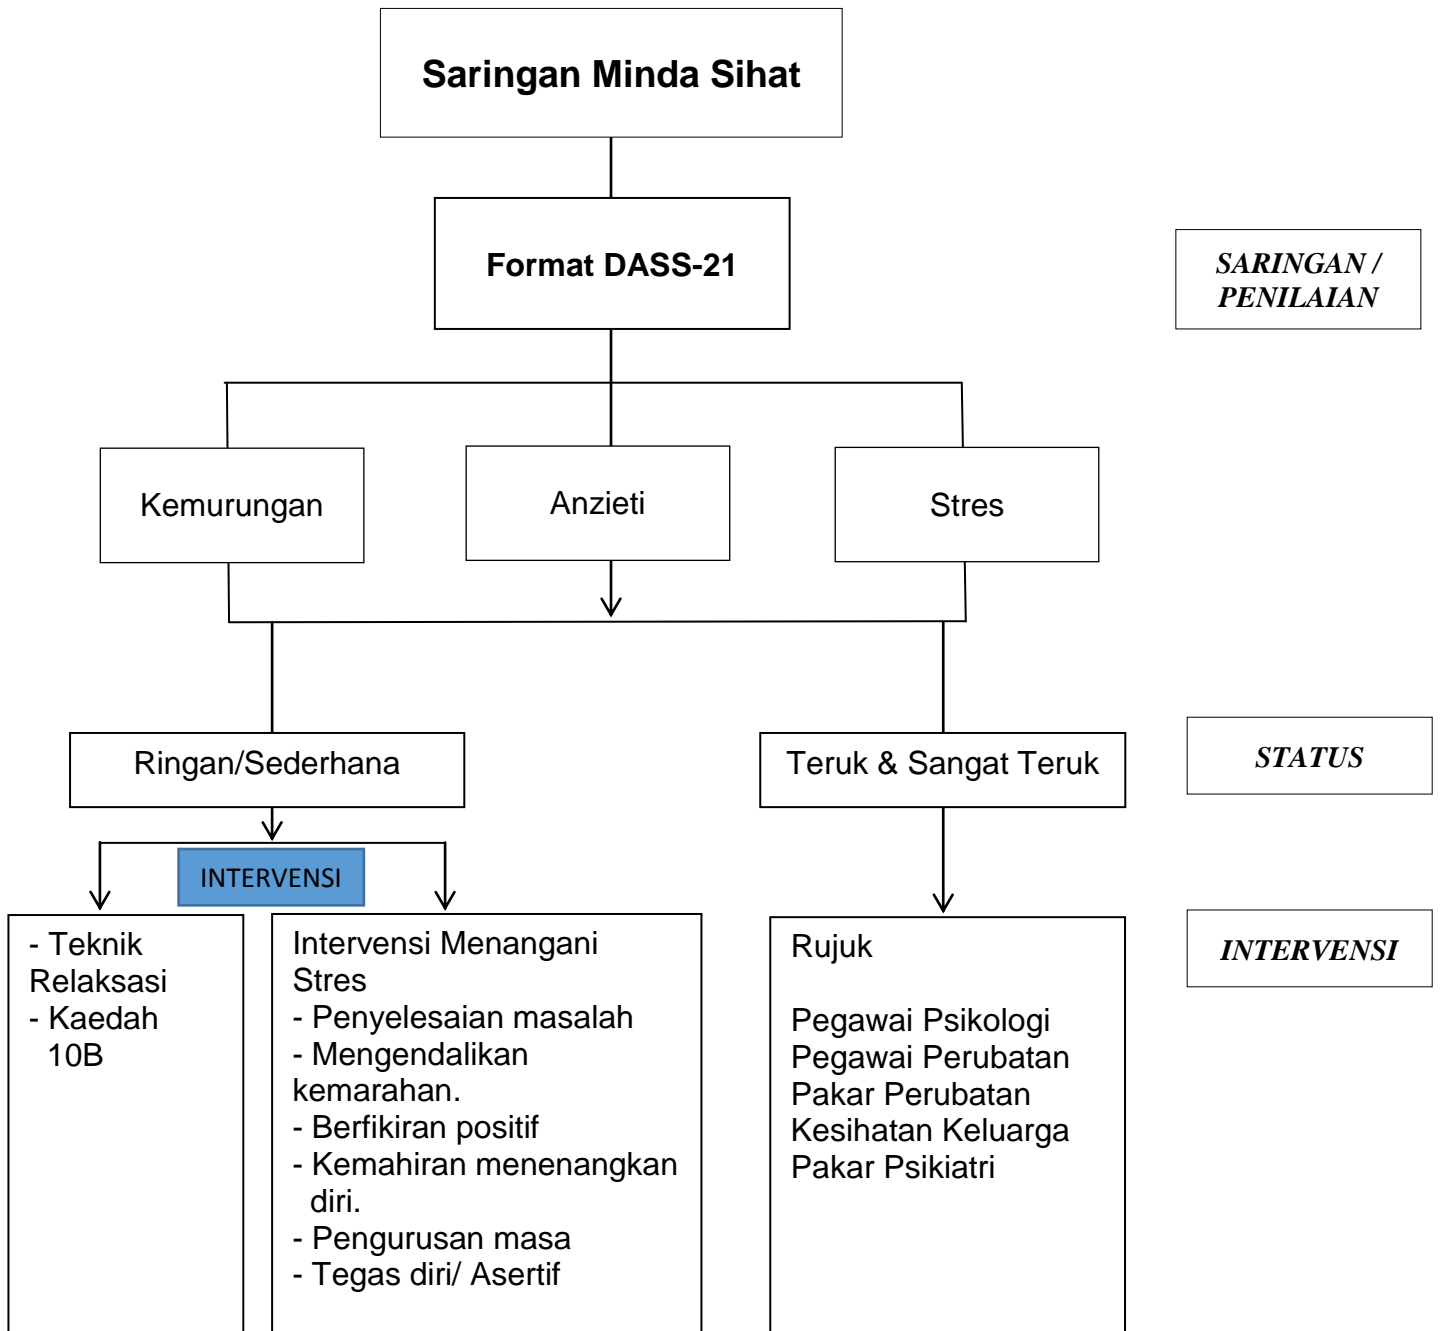 Saringan Minda Sihat
Format DASS-21
SARINGAN /
PENILAIAN
Kemurungan
Anzieti
Stres
Ringan/Sederhana
Teruk & Sangat Teruk
STATUS
INTERVENSI
- Teknik
Relaksasi
- Kaedah
10B
Intervensi Menangani
Stres
- Penyelesaian masalah
- Mengendalikan
kemarahan.
- Berfikiran positif
- Kemahiran menenangkan
diri.
- Pengurusan masa
- Tegas diri/ Asertif
Rujuk
Pegawai Psikologi
Pegawai Perubatan
Pakar Perubatan
Kesihatan Keluarga
Pakar Psikiatri
INTERVENSI